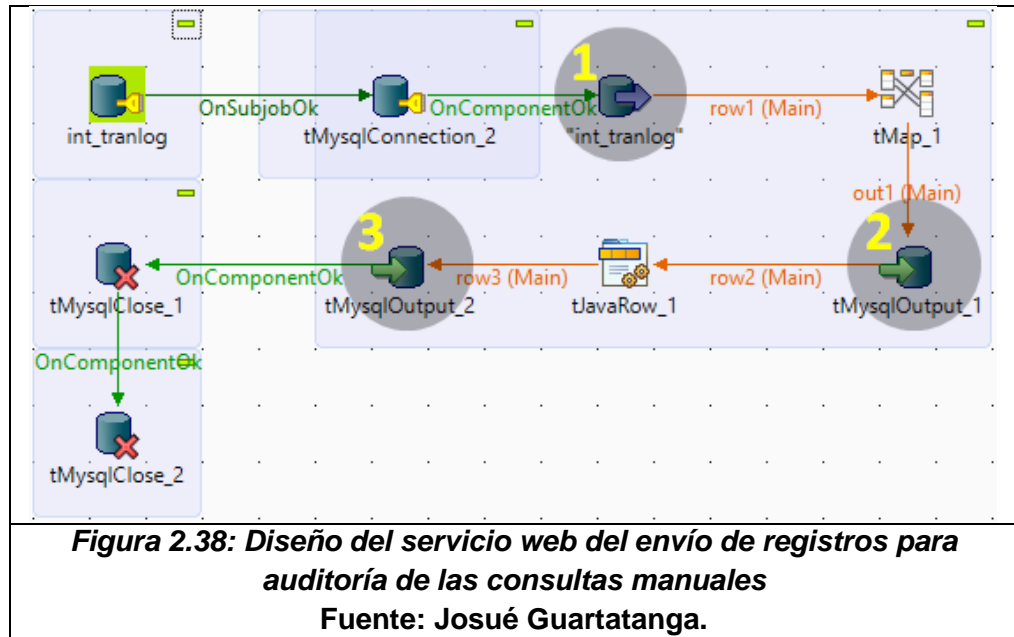 1
OnSubjobOk
OnComponentOk
row1 (Main)
int_tranlog
tMysqlConnection_2
"int_tranlog"
tMap_1
out1 (Main)
3
2
OnComponentOk
row3 (Main)
row2 (Main)
tMysqlClose_1
tMysqlOutput_2
tJavaRow_1
tMysqlOutput_1
OnComponentOk
tMysqlClose_2
Figura 2.38: Diseño del servicio web del envío de registros para
auditoría de las consultas manuales
Fuente: Josué Guartatanga.